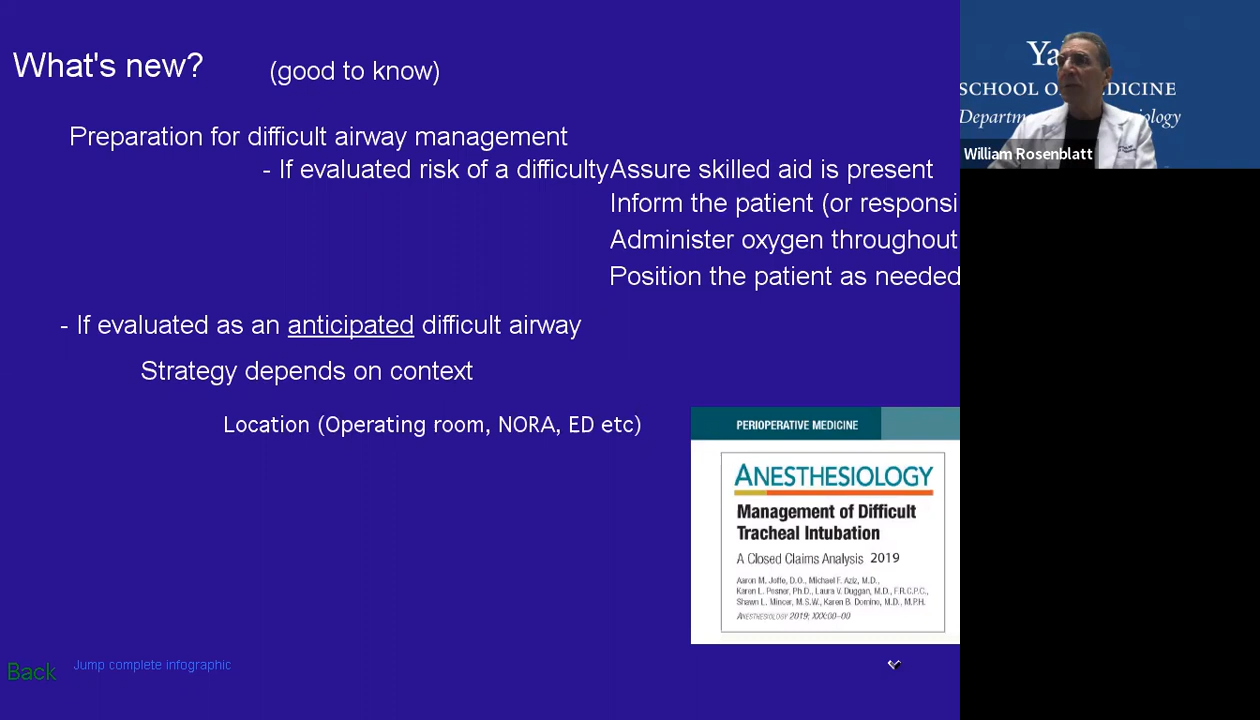 What's new? (good to know)
Preparation for difficult airway management
- If evaluated risk of a difficulty Assure skilled aid is present
Inform the patient (or responsi
Administer oxygen throughout
Position the patient as needed
- If evaluated as an anticipated difficult airway
Strategy depends on context
Location (Operating room, NORA, ED etc)
PERIOPERATIVE MEDICINE
ANESTHESIOLOGY
Management of Difficult
Tracheal Intubation
A Closed Claims Analysis 2019
Aaron M. Joffe, D.O., Michael F. Aziz, M.D.,
Karen L. Posner, Ph.D., Laura V. Duggan, M.D., F.R.C.P.C.,
Shawn L. Mincer, M.S.W., Karen B. Domino, M.D., M.P.H.
ANESTHESIOLOGY 2019; XXX:00–00
Back
Jump complete infographic
Ya
SCHOOL O EDICINE
Departm ology
William Rosenblatt